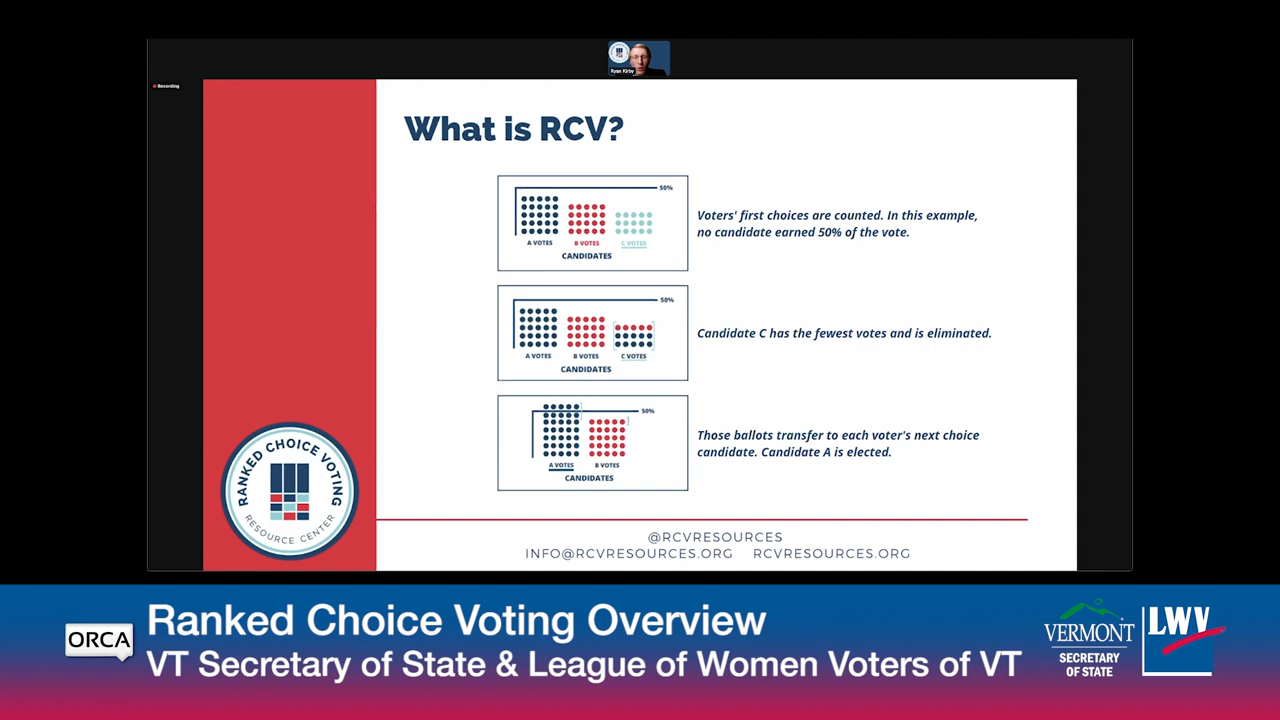 Ryan Kirby
Recording
What is RCV?
50%
A VOTES
B VOTES
C VOTES
CANDIDATES
Voters' first choices are counted. In this example,
no candidate earned 50% of the vote.
50%
A VOTES
B VOTES
C VOTES
CANDIDATES
Candidate C has the fewest votes and is eliminated.
50%
A VOTES
B VOTES
CANDIDATES
Those ballots transfer to each voter's next choice
candidate. Candidate A is elected.
RANKED CHOICE VOTING
RESOURCE CENTER
@RCVRESOURCES
INFO@RCVRESOURCES.ORG RCVRESOURCES.ORG
ORCA
Ranked Choice Voting Overview
VT Secretary of State & League of Women Voters of VT
VERMONT
SECRETARY
OF STATE
LWV